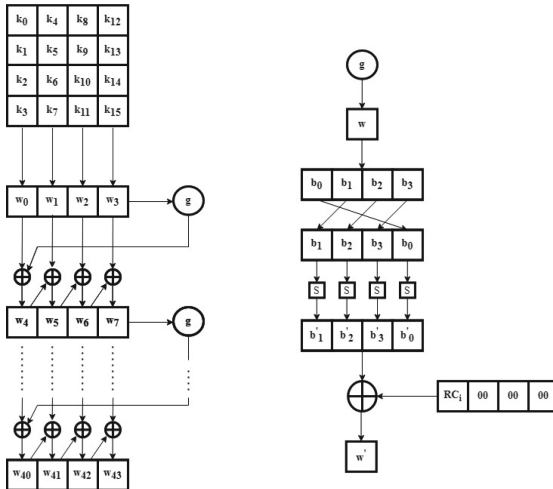 k0 k4 k8 k12
k1 k5 k9 k13
k2 k6 k10 k14
k3 k7 k11 k15
w0 w1 w2 w3 g
w4 w5 w6 w7 g
w40 w41 w42 w43
g
w
b0 b1 b2 b3
b1 b2 b3 b0
S S S S
b'1 b'2 b'3 b'0
RCi 00 00 00
w'